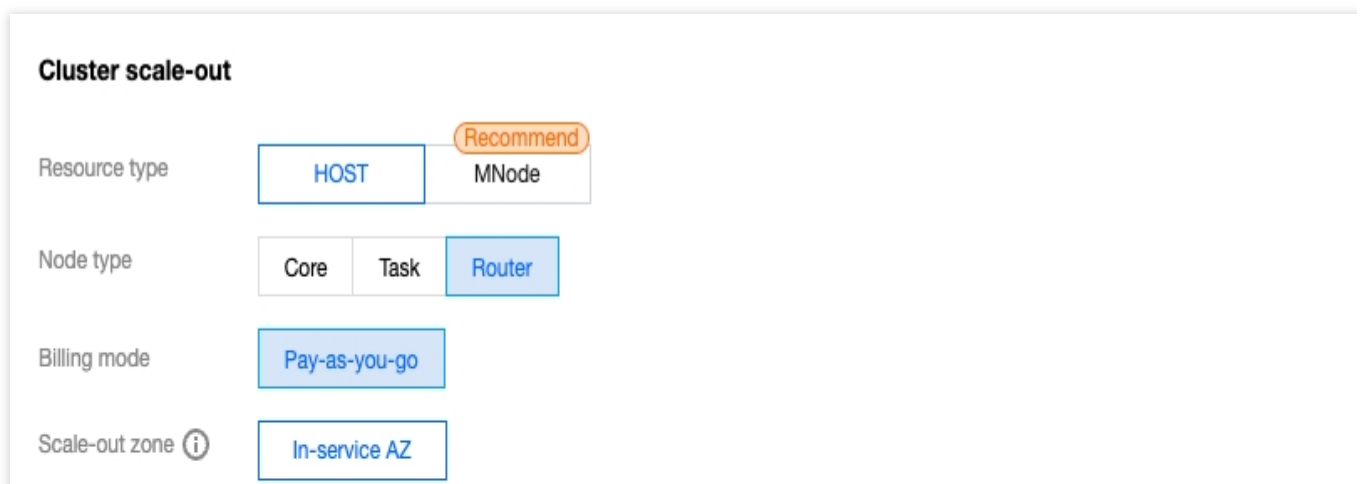 Cluster scale-out
Recommend
Resource type HOST MNode
Node type Core Task Router
Billing mode Pay-as-you-go
Scale-out zone In-service AZ